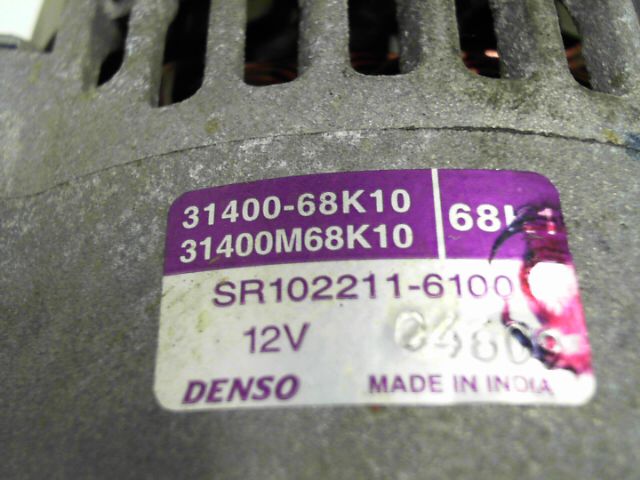 31400-68K10
31400M68K10
SR102211-6100
12V
DENSO MADE IN INDIA